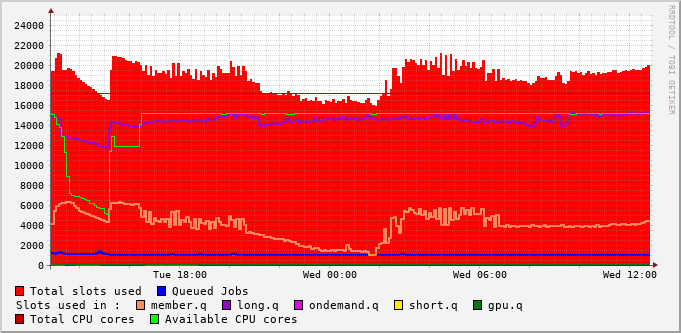 24000
22000
20000
18000
16000
14000
12000
10000
8000
6000
4000
2000
0
Tue 18:00 Wed 00:00 Wed 06:00 Wed 12:00
Total slots used Queued Jobs
Slots used in : member.q long.q ondemand.q short.q gpu.q
Total CPU cores Available CPU cores
RRDTOOL / TOBI OETIKER